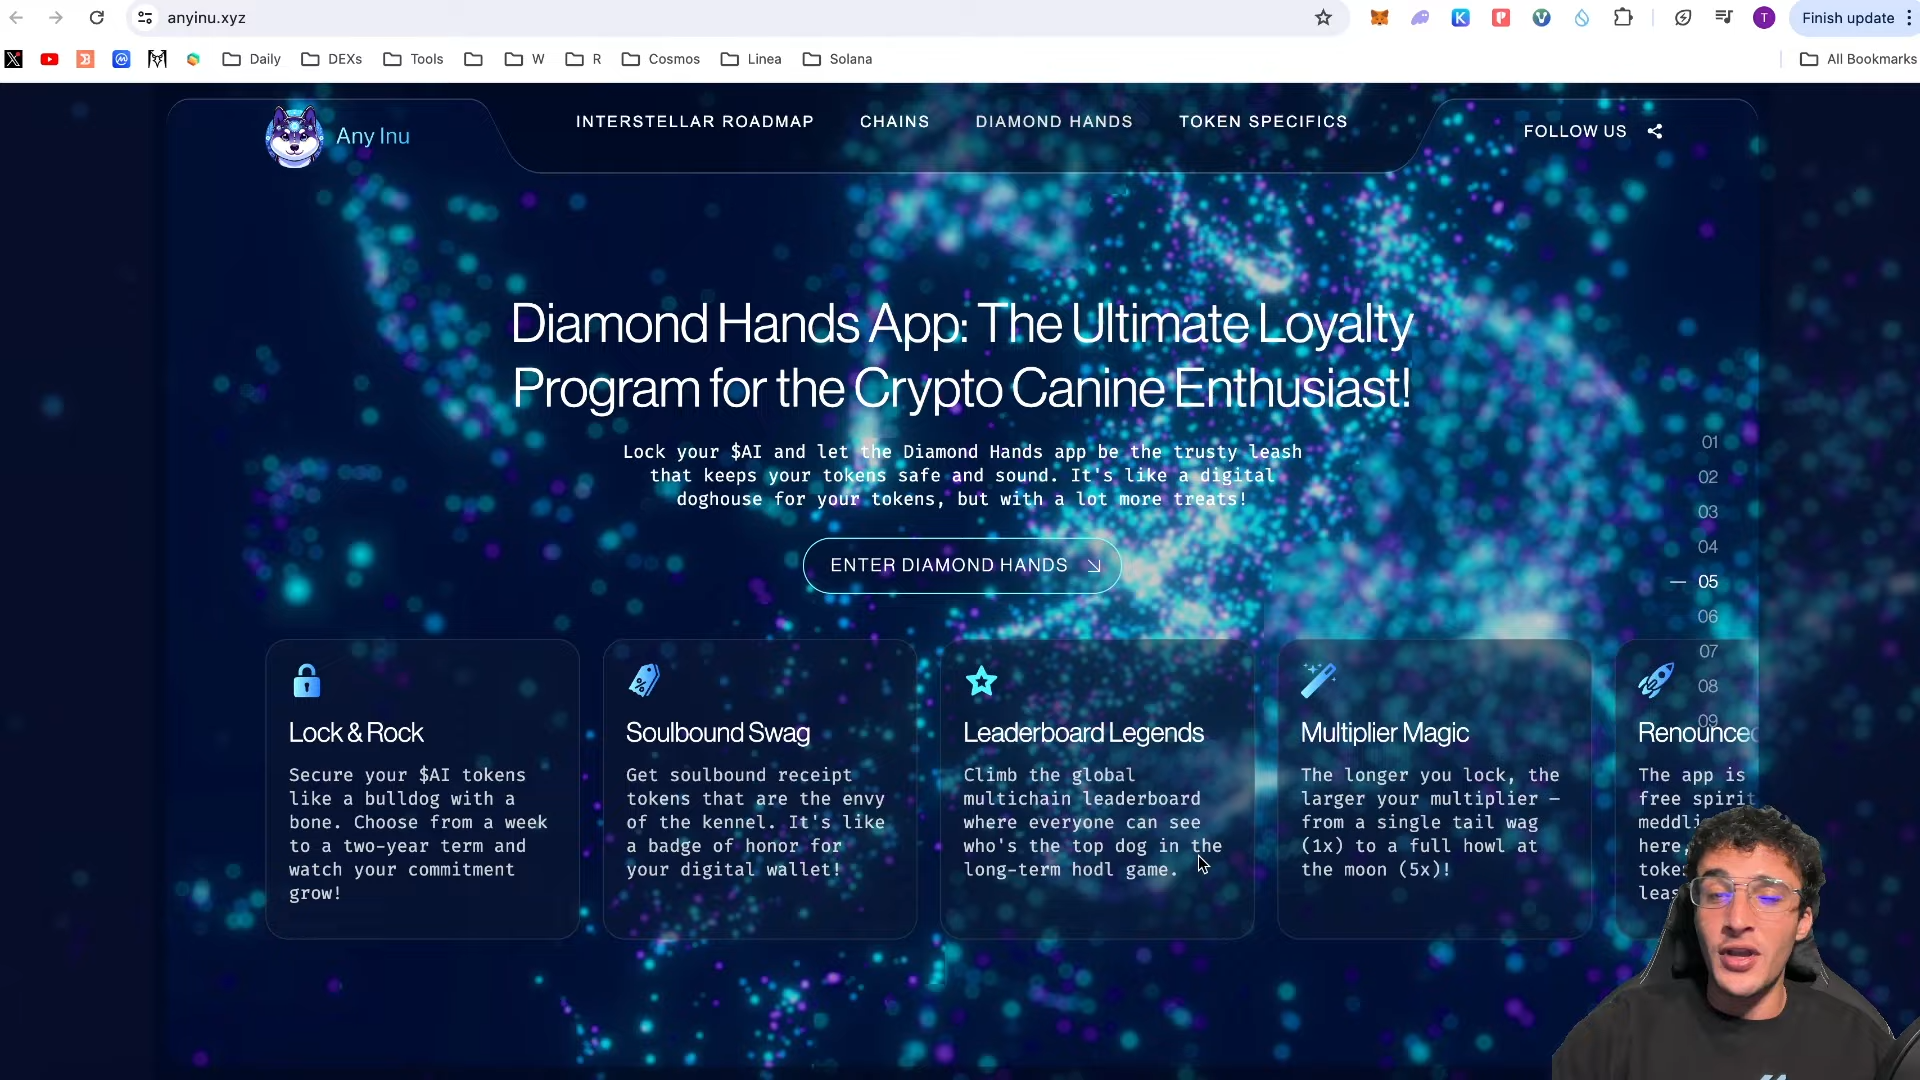 anyinu.xyz
T
Finish update
Daily
DEXs
Tools
W
R
Cosmos
Linea
Solana
All Bookmarks
Any Inu
INTERSTELLAR ROADMAP
CHAINS
DIAMOND HANDS
TOKEN SPECIFICS
FOLLOW US
Diamond Hands App: The Ultimate Loyalty
Program for the Crypto Canine Enthusiast!
Lock your $AI and let the Diamond Hands app be the trusty leash
that keeps your tokens safe and sound. It's like a digital
doghouse for your tokens, but with a lot more treats!
ENTER DIAMOND HANDS
01
02
03
04
05
06
07
08
09
Lock & Rock
Secure your $AI tokens
like a bulldog with a
bone. Choose from a week
to a two-year term and
watch your commitment
grow!
Soulbound Swag
Get soulbound receipt
tokens that are the envy
of the kennel. It's like
a badge of honor for
your digital wallet!
Leaderboard Legends
Climb the global
multichain leaderboard
where everyone can see
who's the top dog in the
long-term hodl game.
Multiplier Magic
The longer you lock, the
larger your multiplier –
from a single tail wag
(1x) to a full howl at
the moon (5x)!
Renounced
The app is
free spirit
here,